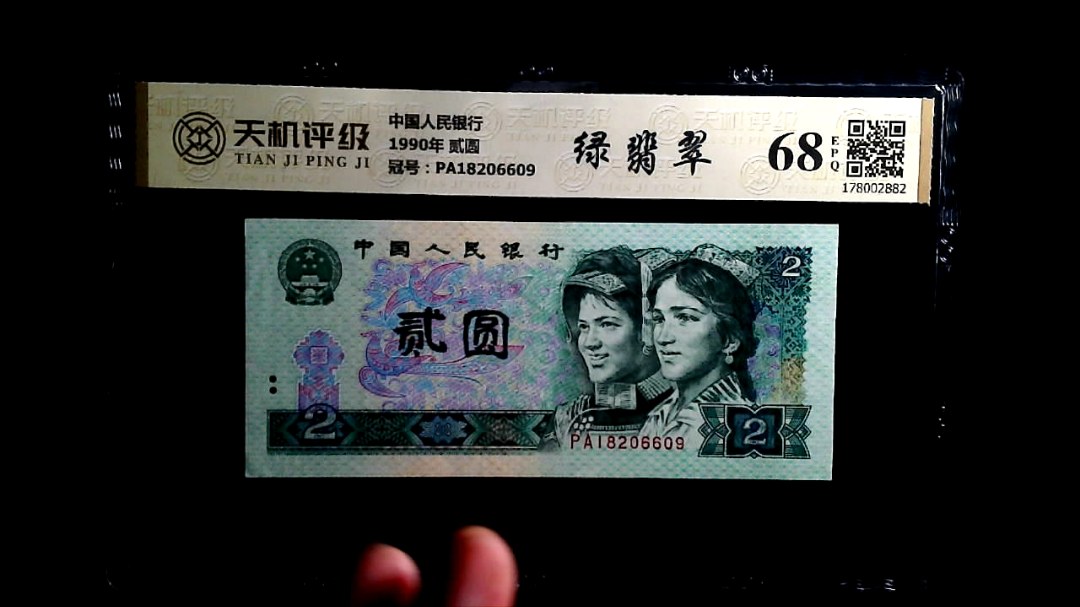 天机评级
TIAN JI PING JI
中国人民银行
1990年 贰圆
冠号：PA18206609
绿翡翠
68
EPQ
178002882
中国人民银行
2
贰圆
2
PA18206609
2